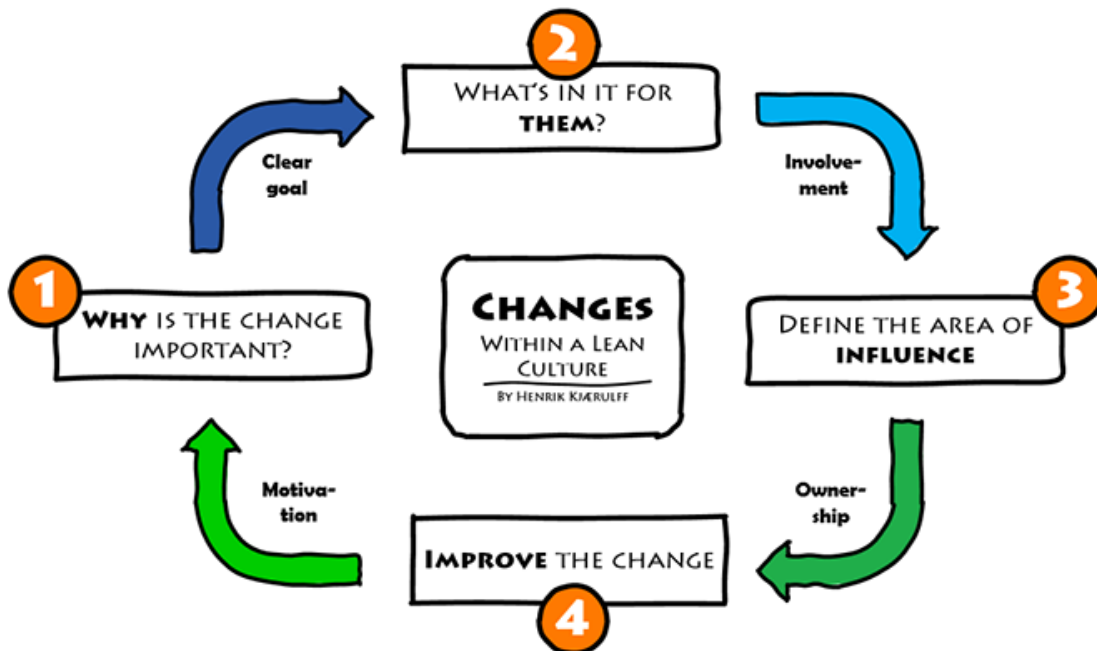 2
WHAT'S IN IT FOR
THEM?
Clear
goal
Involve-
ment
1
WHY IS THE CHANGE
IMPORTANT?
CHANGES
WITHIN A LEAN
CULTURE
BY HENRIK KJÆRULFF
3
DEFINE THE AREA OF
INFLUENCE
Motiva-
tion
Owner-
ship
IMPROVE THE CHANGE
4